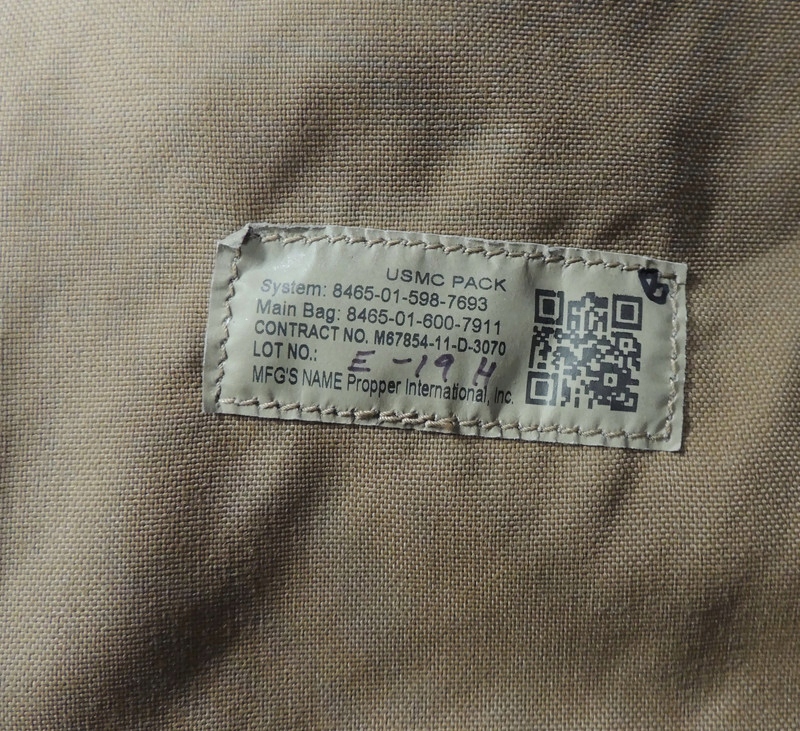 USMC PACK
System: 8465-01-598-7693
Main Bag: 8465-01-600-7911
CONTRACT NO. M67854-11-D-3070
LOT NO.: E-19 H
MFG'S NAME Propper International, Inc.